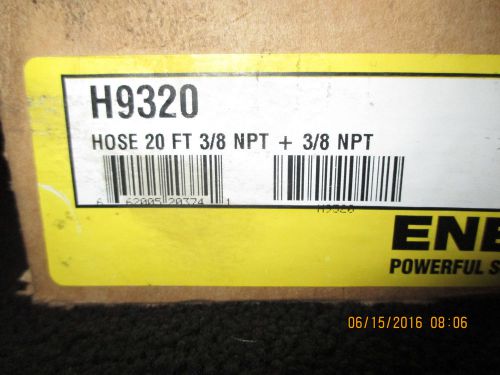 H9320
HOSE 20 FT 3/8 NPT + 3/8 NPT
6 62005 20374 1
H9320
ENE
POWERFUL S
06/15/2016 08:06